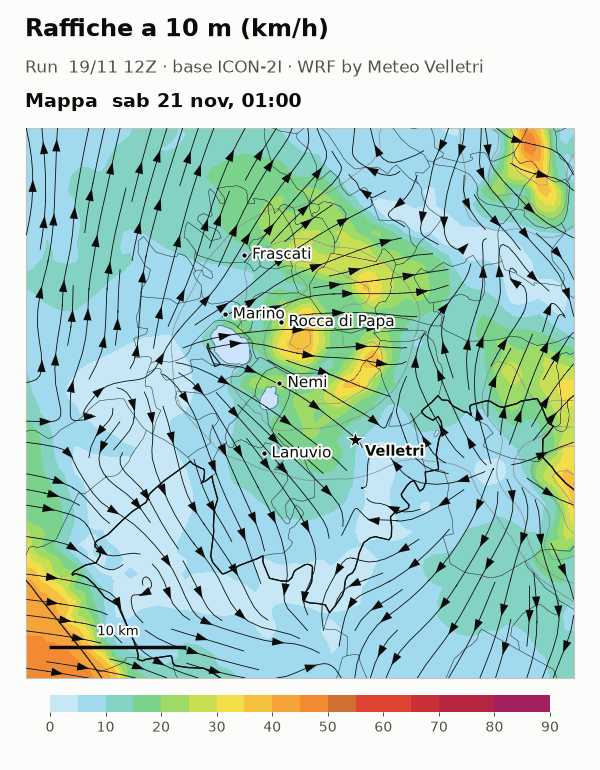 Raffiche a 10 m (km/h)
Run 19/11 12Z · base ICON-2I · WRF by Meteo Velletri
Mappa sab 21 nov, 01:00
Frascati
Marino
Rocca di Papa
Nemi
Velletri
Lanuvio
10 km
0 10 20 30 40 50 60 70 80 90